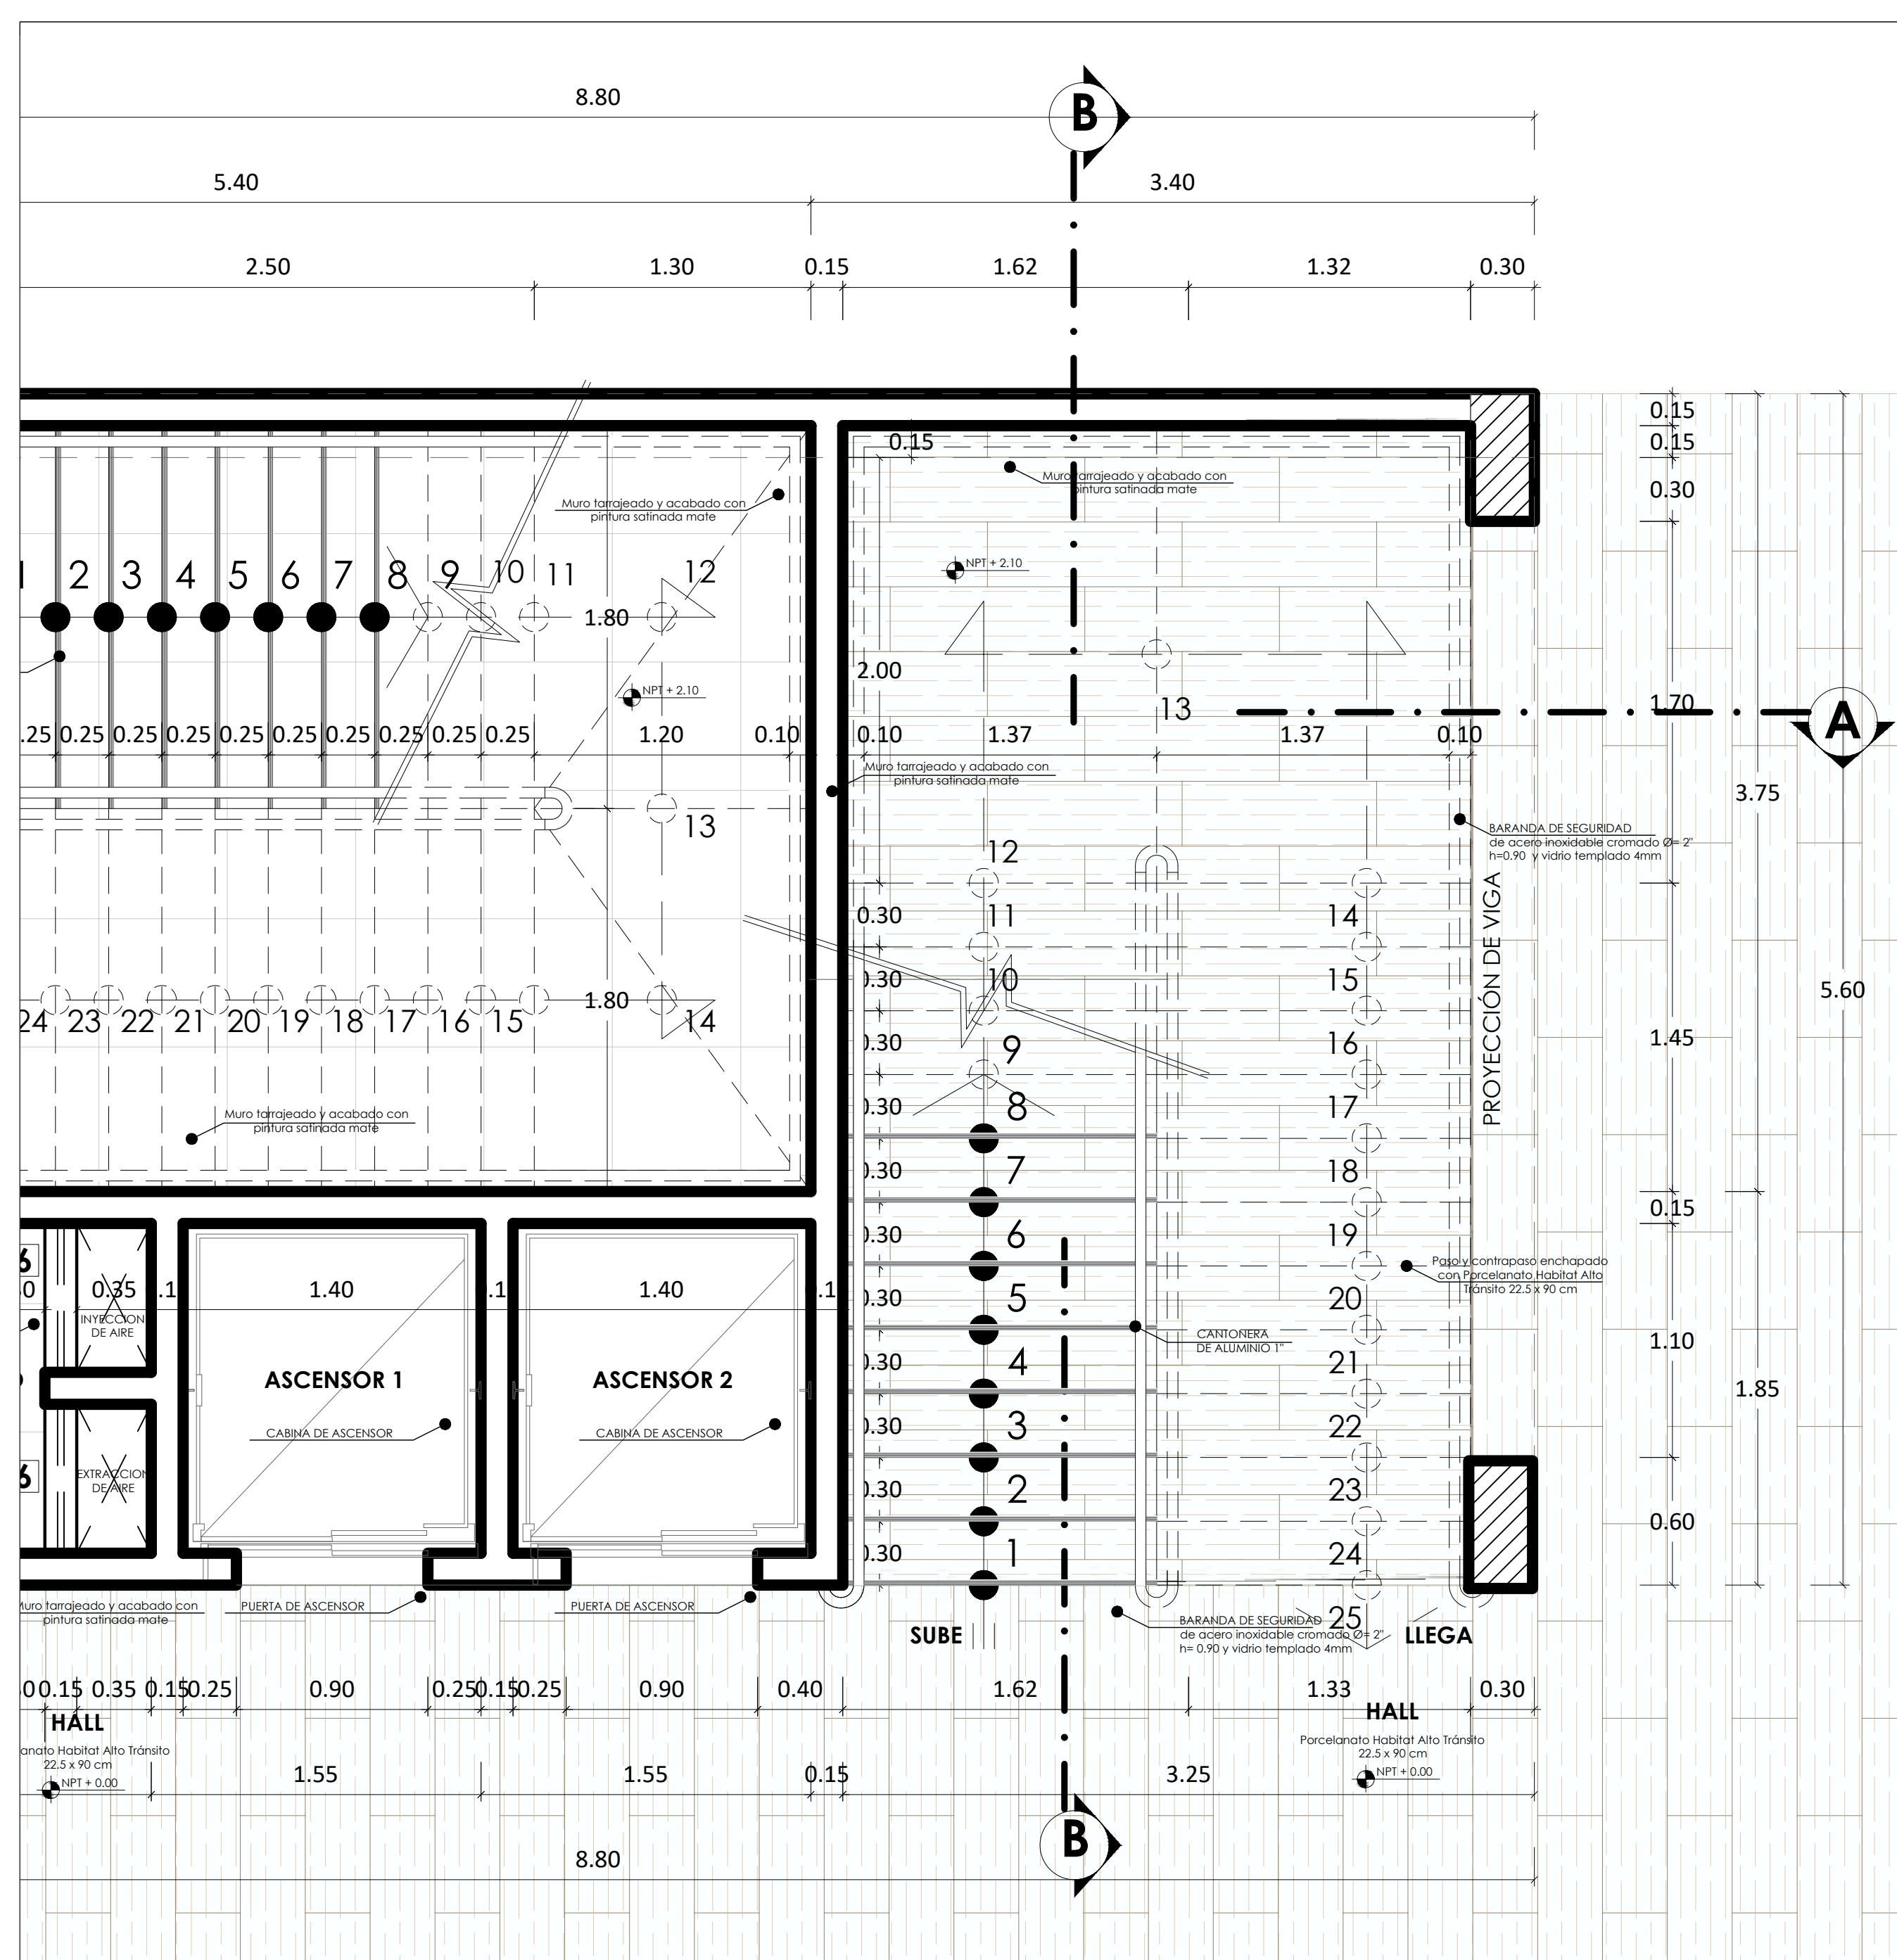 B
8.80
5.40
3.40
2.50
1.30
0.15
1.62
1.32
0.30
0.15
0.15
0.30
0.15
Muro tarrajeado y acabado con
pintura satinada mate
Muro tarrajeado y acabado con
pintura satinada mate
NPT + 2.10
1 2 3 4 5 6 7 8 9 10 11 12
1.80
2.00
NPT + 2.10
13
1.70
A
.25 0.25 0.25 0.25 0.25 0.25 0.25 0.25 0.25 0.25
1.20
0.10
0.10
1.37
1.37
0.10
Muro tarrajeado y acabado con
pintura satinada mate
3.75
13
BARANDA DE SEGURIDAD
de acero inoxidable cromado Ø= 2"
h=0.90 y vidrio templado 4mm
PROYECCIÓN DE VIGA
12
11
10
9
8
7
6
5
4
3
2
1
0.30
0.30
0.30
0.30
0.30
0.30
0.30
0.30
0.30
0.30
0.30
14
15
16
17
18
19
20
21
22
23
24
25
5.60
1.45
24 23 22 21 20 19 18 17 16 15
1.80
14
Muro tarrajeado y acabado con
pintura satinada mate
0.15
Paso y contrapaso enchapado
con Porcelanato Habitat Alto
Tránsito 22.5 x 90 cm
0.35
.1
1.40
.1
1.40
.1
INYECCION
DE AIRE
CANTONERA
DE ALUMINIO 1"
1.10
1.85
ASCENSOR 1
ASCENSOR 2
CABINA DE ASCENSOR
CABINA DE ASCENSOR
6
6
EXTRACCION
DE AIRE
0.60
Muro tarrajeado y acabado con
pintura satinada mate
PUERTA DE ASCENSOR
PUERTA DE ASCENSOR
SUBE
BARANDA DE SEGURIDAD
de acero inoxidable cromado Ø= 2"
h= 0.90 y vidrio templado 4mm
LLEGA
0.15 0.35 0.15 0.25 0.90 0.25 0.15 0.25 0.90 0.40 1.62 1.33 0.30
HALL
anato Habitat Alto Tránsito
22.5 x 90 cm
NPT + 0.00
HALL
Porcelanato Habitat Alto Tránsito
22.5 x 90 cm
NPT + 0.00
1.55
1.55
0.15
3.25
B
8.80